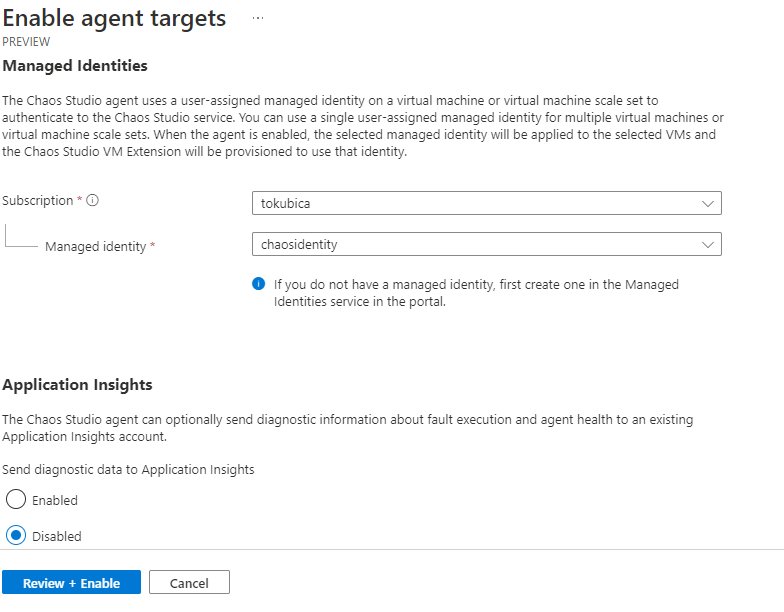 Enable agent targets ...
PREVIEW
Managed Identities
The Chaos Studio agent uses a user-assigned managed identity on a virtual machine or virtual machine scale set to
authenticate to the Chaos Studio service. You can use a single user-assigned managed identity for multiple virtual machines or
virtual machine scale sets. When the agent is enabled, the selected managed identity will be applied to the selected VMs and
the Chaos Studio VM Extension will be provisioned to use that identity.
Subscription * tokubica
Managed identity * chaosidentity
If you do not have a managed identity, first create one in the Managed
Identities service in the portal.
Application Insights
The Chaos Studio agent can optionally send diagnostic information about fault execution and agent health to an existing
Application Insights account.
Send diagnostic data to Application Insights
Enabled
Disabled
Review + Enable Cancel